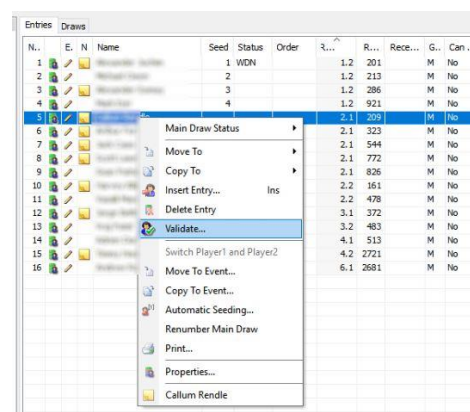 Entries Draws
N.. E. N Name Seed Status Order R... R... Rece... G.. Can.
1 1 WDN 1.2 201 M No
2 2 1.2 213 M No
3 3 1.2 286 M No
4 4 1.2 921 M No
5 2.1 209 M No
6 2.1 323 M No
7 2.1 544 M No
8 2.1 772 M No
9 2.1 826 M No
10 2.2 161 M No
11 2.2 478 M No
12 3.1 372 M No
13 3.2 483 M No
14 4.1 513 M No
15 4.2 2721 M No
16 6.1 2681 M No
Main Draw Status
Move To
Copy To
Insert Entry... Ins
Delete Entry
Validate...
Switch Player1 and Player2
Move To Event...
Copy To Event...
Automatic Seeding...
Renumber Main Draw
Print...
Properties...
Callum Rendle